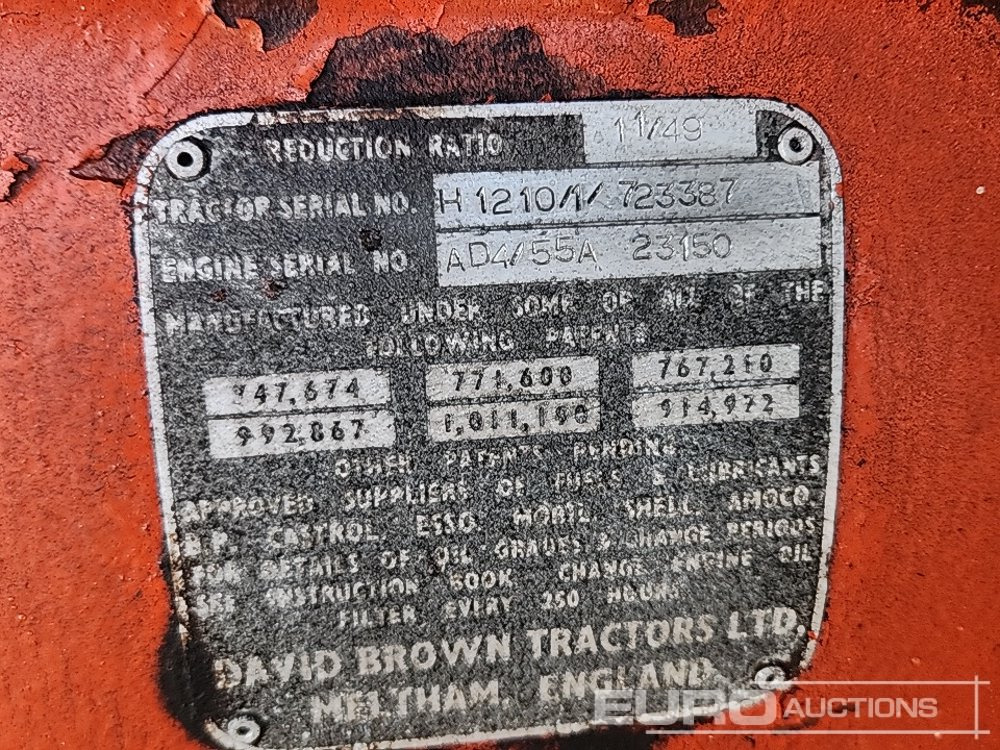 REDUCTION RATIO 11/49
TRACTOR SERIAL NO. H 1210/1/ 723387
ENGINE SERIAL NO AD4/55A 23150
MANUFACTURED UNDER SOME OF ALL OF THE
FOLLOWING PATENTS
747,674 771,600 767,210
992,867 1,011,190 914,972
OTHER PATENTS PENDING
APPROVED SUPPLIERS OF FUELS & LUBRICANTS
B.P. CASTROL. ESSO. MOBIL. SHELL. AMOCO.
FOR DETAILS OF OIL GRADES & CHANGE PERIODS
SEE INSTRUCTION BOOK. CHANGE ENGINE OIL
FILTER EVERY 250 HOURS
DAVID BROWN TRACTORS LTD.
MELTHAM, ENGLAND.
EURO AUCTIONS